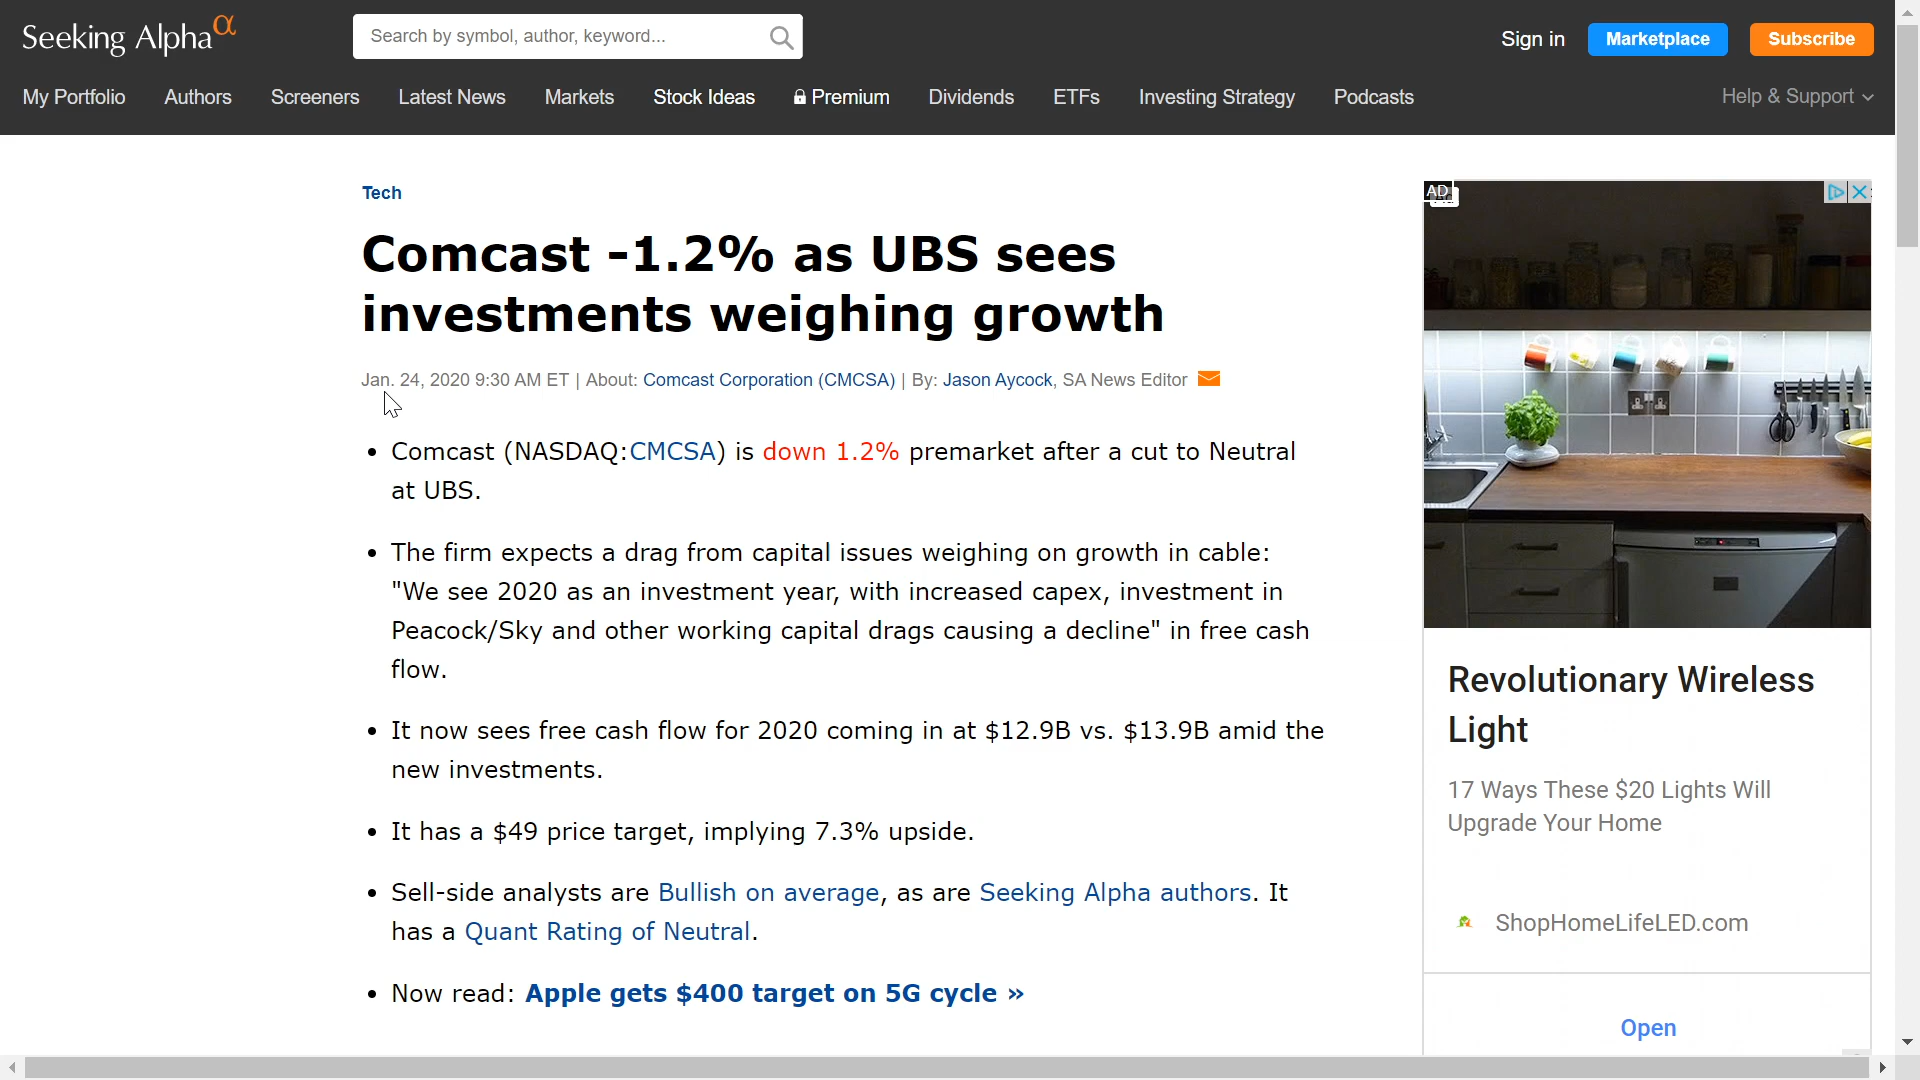 Seeking Alphaα
Search by symbol, author, keyword...
Sign in
Marketplace
Subscribe
My Portfolio
Authors
Screeners
Latest News
Markets
Stock Ideas
Premium
Dividends
ETFs
Investing Strategy
Podcasts
Help & Support
Tech
Comcast -1.2% as UBS sees
investments weighing growth
Jan. 24, 2020 9:30 AM ET | About: Comcast Corporation (CMCSA) | By: Jason Aycock, SA News Editor
• Comcast (NASDAQ:CMCSA) is down 1.2% premarket after a cut to Neutral
at UBS.
• The firm expects a drag from capital issues weighing on growth in cable:
"We see 2020 as an investment year, with increased capex, investment in
Peacock/Sky and other working capital drags causing a decline" in free cash
flow.
• It now sees free cash flow for 2020 coming in at $12.9B vs. $13.9B amid the
new investments.
• It has a $49 price target, implying 7.3% upside.
• Sell-side analysts are Bullish on average, as are Seeking Alpha authors. It
has a Quant Rating of Neutral.
• Now read: Apple gets $400 target on 5G cycle »
AD
Revolutionary Wireless
Light
17 Ways These $20 Lights Will
Upgrade Your Home
ShopHomeLifeLED.com
Open